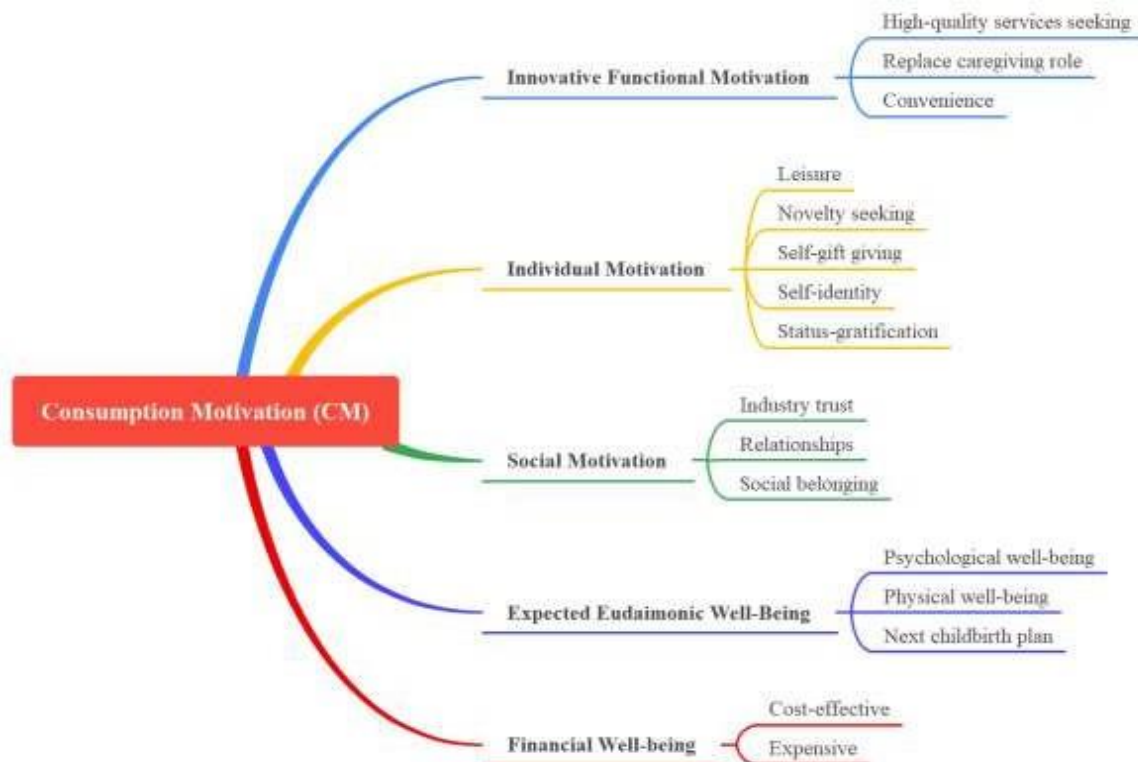 Consumption Motivation (CM)
Innovative Functional Motivation
High-quality services seeking
Replace caregiving role
Convenience
Individual Motivation
Leisure
Novelty seeking
Self-gift giving
Self-identity
Status-gratification
Social Motivation
Industry trust
Relationships
Social belonging
Expected Eudaimonic Well-Being
Psychological well-being
Physical well-being
Next childbirth plan
Financial Well-being
Cost-effective
Expensive